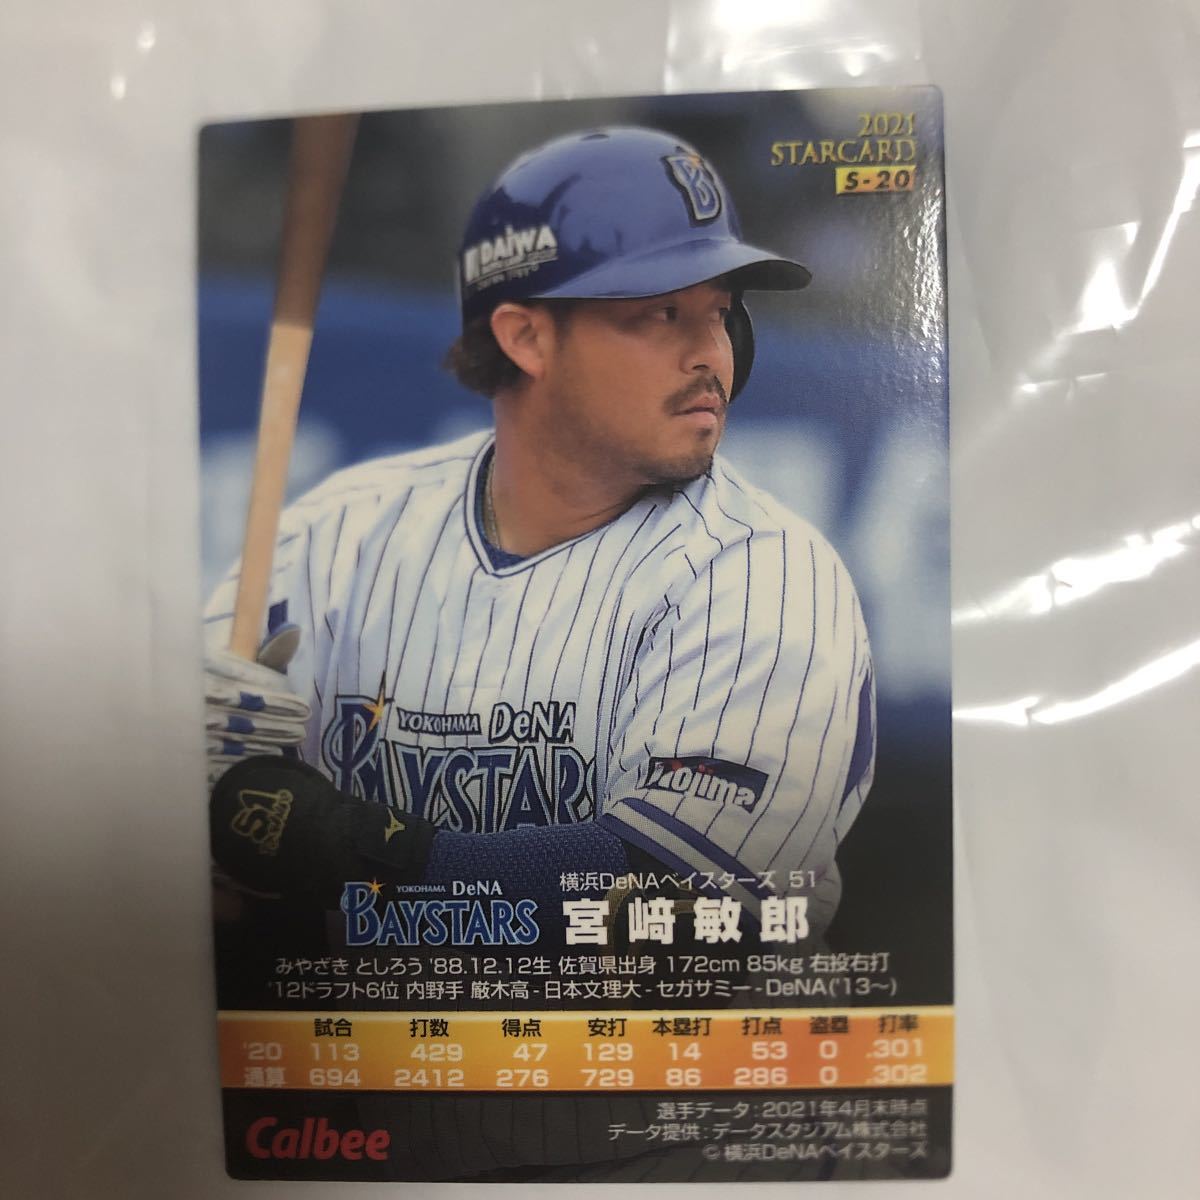 2021
STARCARD
S-20
DAIWA
B
YOKOHAMA DeNA
BAYSTARS
nojima
51
横浜DeNAベイスターズ 51
YOKOHAMA DeNA
BAYSTARS
宮﨑敏郎
みやざき としろう '88.12.12生 佐賀県出身 172cm 85kg 右投右打
'12ドラフト6位 内野手 厳木高-日本文理大-セガサミー-DeNA('13〜)
試合 打数 得点 安打 本塁打 打点 盗塁 打率
'20 113 429 47 129 14 53 0 .301
通算 694 2412 276 729 86 286 0 .302
選手データ:2021年4月末時点
データ提供:データスタジアム株式会社
©横浜DeNAベイスターズ
Calbee